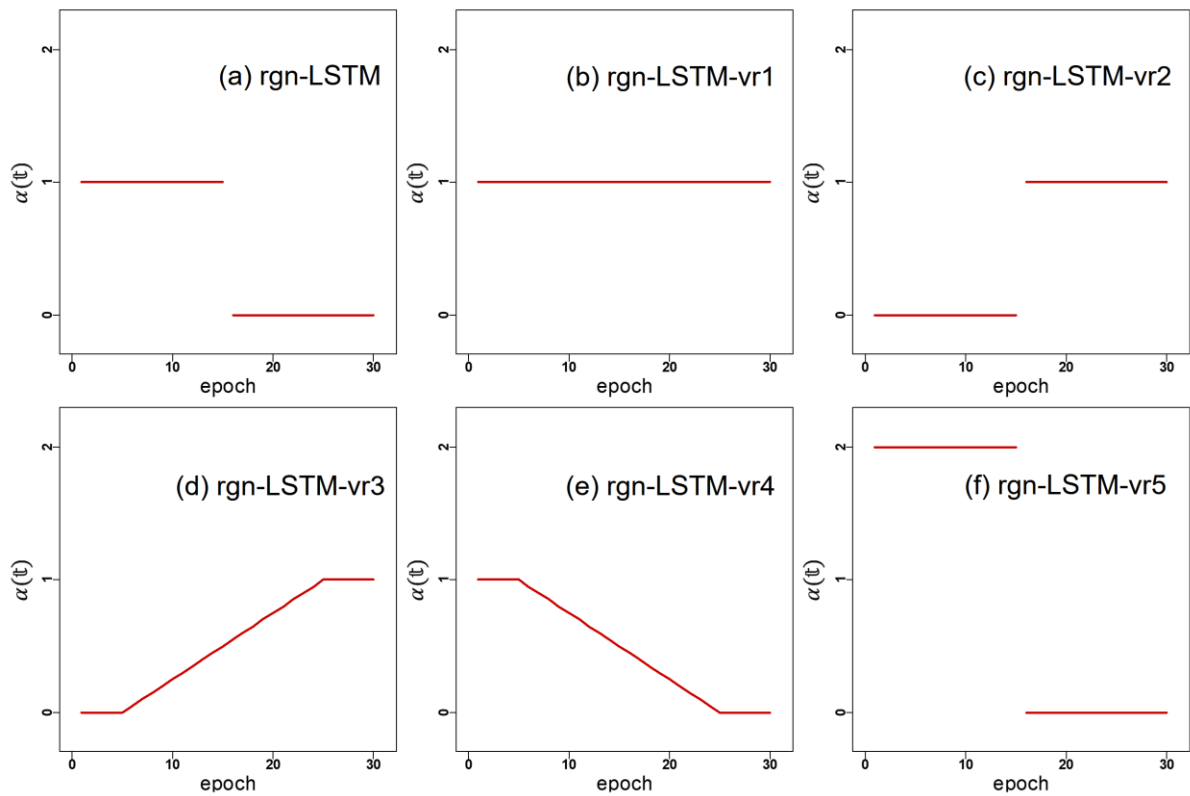 2
(a) rgn-LSTM
α(𝕥)
1
0
0 10 20 30
epoch
2
(b) rgn-LSTM-vr1
α(𝕥)
1
0
0 10 20 30
epoch
2
(c) rgn-LSTM-vr2
α(𝕥)
1
0
0 10 20 30
epoch
2
(d) rgn-LSTM-vr3
α(𝕥)
1
0
0 10 20 30
epoch
2
(e) rgn-LSTM-vr4
α(𝕥)
1
0
0 10 20 30
epoch
2
(f) rgn-LSTM-vr5
α(𝕥)
1
0
0 10 20 30
epoch